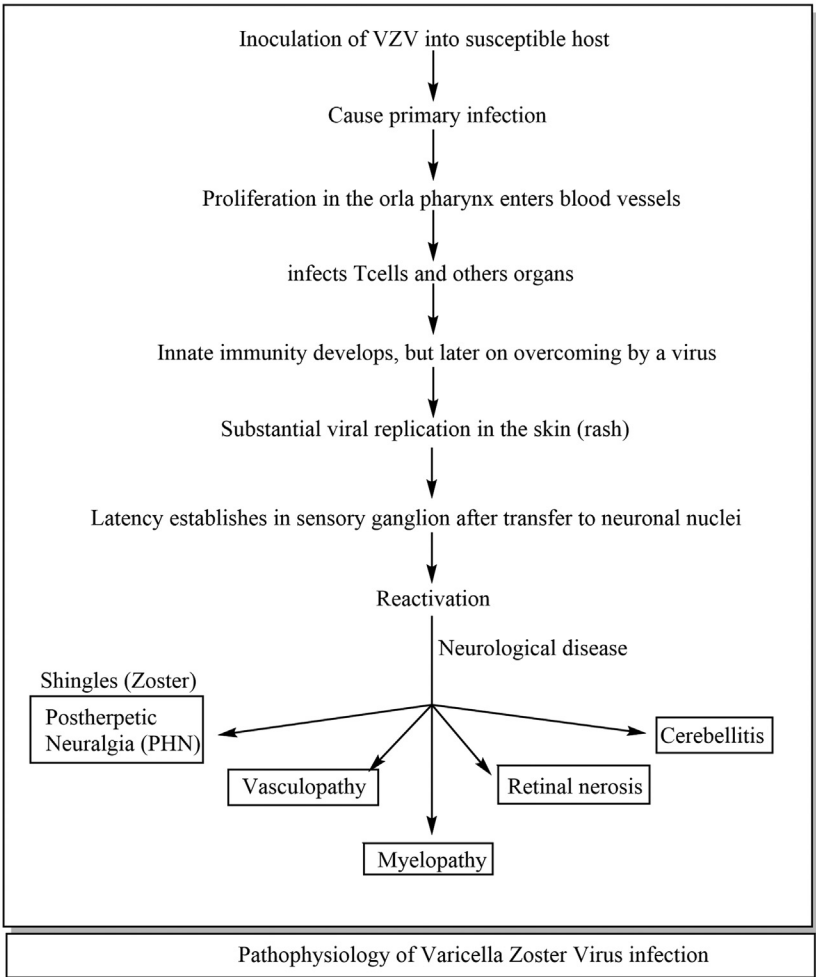 Inoculation of VZV into susceptible host
Cause primary infection
Proliferation in the orla pharynx enters blood vessels
infects Tcells and others organs
Innate immunity develops, but later on overcoming by a virus
Substantial viral replication in the skin (rash)
Latency establishes in sensory ganglion after transfer to neuronal nuclei
Reactivation
Neurological disease
Shingles (Zoster)
Postherpetic
Neuralgia (PHN)
Vasculopathy
Myelopathy
Retinal nerosis
Cerebellitis
Pathophysiology of Varicella Zoster Virus infection